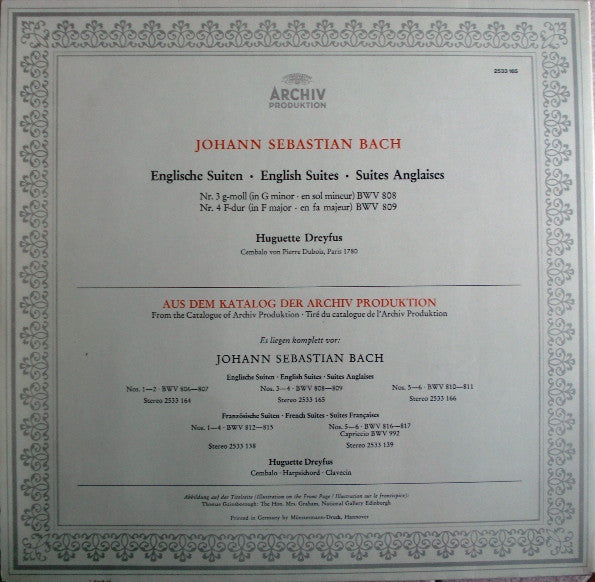 2533 165
ARCHIV
PRODUKTION
JOHANN SEBASTIAN BACH
Englische Suiten · English Suites · Suites Anglaises
Nr. 3 g-moll (in G minor · en sol mineur) BWV 808
Nr. 4 F-dur (in F major · en fa majeur) BWV 809
Huguette Dreyfus
Cembalo von Pierre Dubois, Paris 1780
AUS DEM KATALOG DER ARCHIV PRODUKTION
From the Catalogue of Archiv Produktion · Tiré du catalogue de l'Archiv Produktion
Es liegen komplett vor:
JOHANN SEBASTIAN BACH
Englische Suiten · English Suites · Suites Anglaises
Nos. 1—2 · BWV 806—807 Nos. 3—4 · BWV 808—809 Nos. 5—6 · BWV 810—811
Stereo 2533 164 Stereo 2533 165 Stereo 2533 166
Französische Suiten · French Suites · Suites Françaises
Nos. 1—4 · BWV 812—815 Nos. 5—6 · BWV 816—817
Capriccio BWV 992
Stereo 2533 138 Stereo 2533 139
Huguette Dreyfus
Cembalo · Harpsichord · Clavecin
Abbildung auf der Titelseite (Illustration on the Front Page / Illustration sur le frontispice):
Thomas Gainsborough: The Hon. Mrs. Graham, National Gallery Edinburgh
Printed in Germany by Münstermann-Druck, Hannover